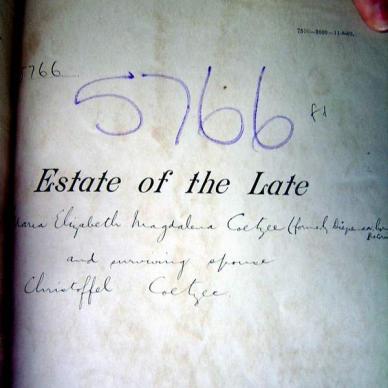 5766
5766
Estate of the Late
Maria Elizabeth Magdalena Coetzee (formerly
and surviving spouse
Christoffel Coetzee.